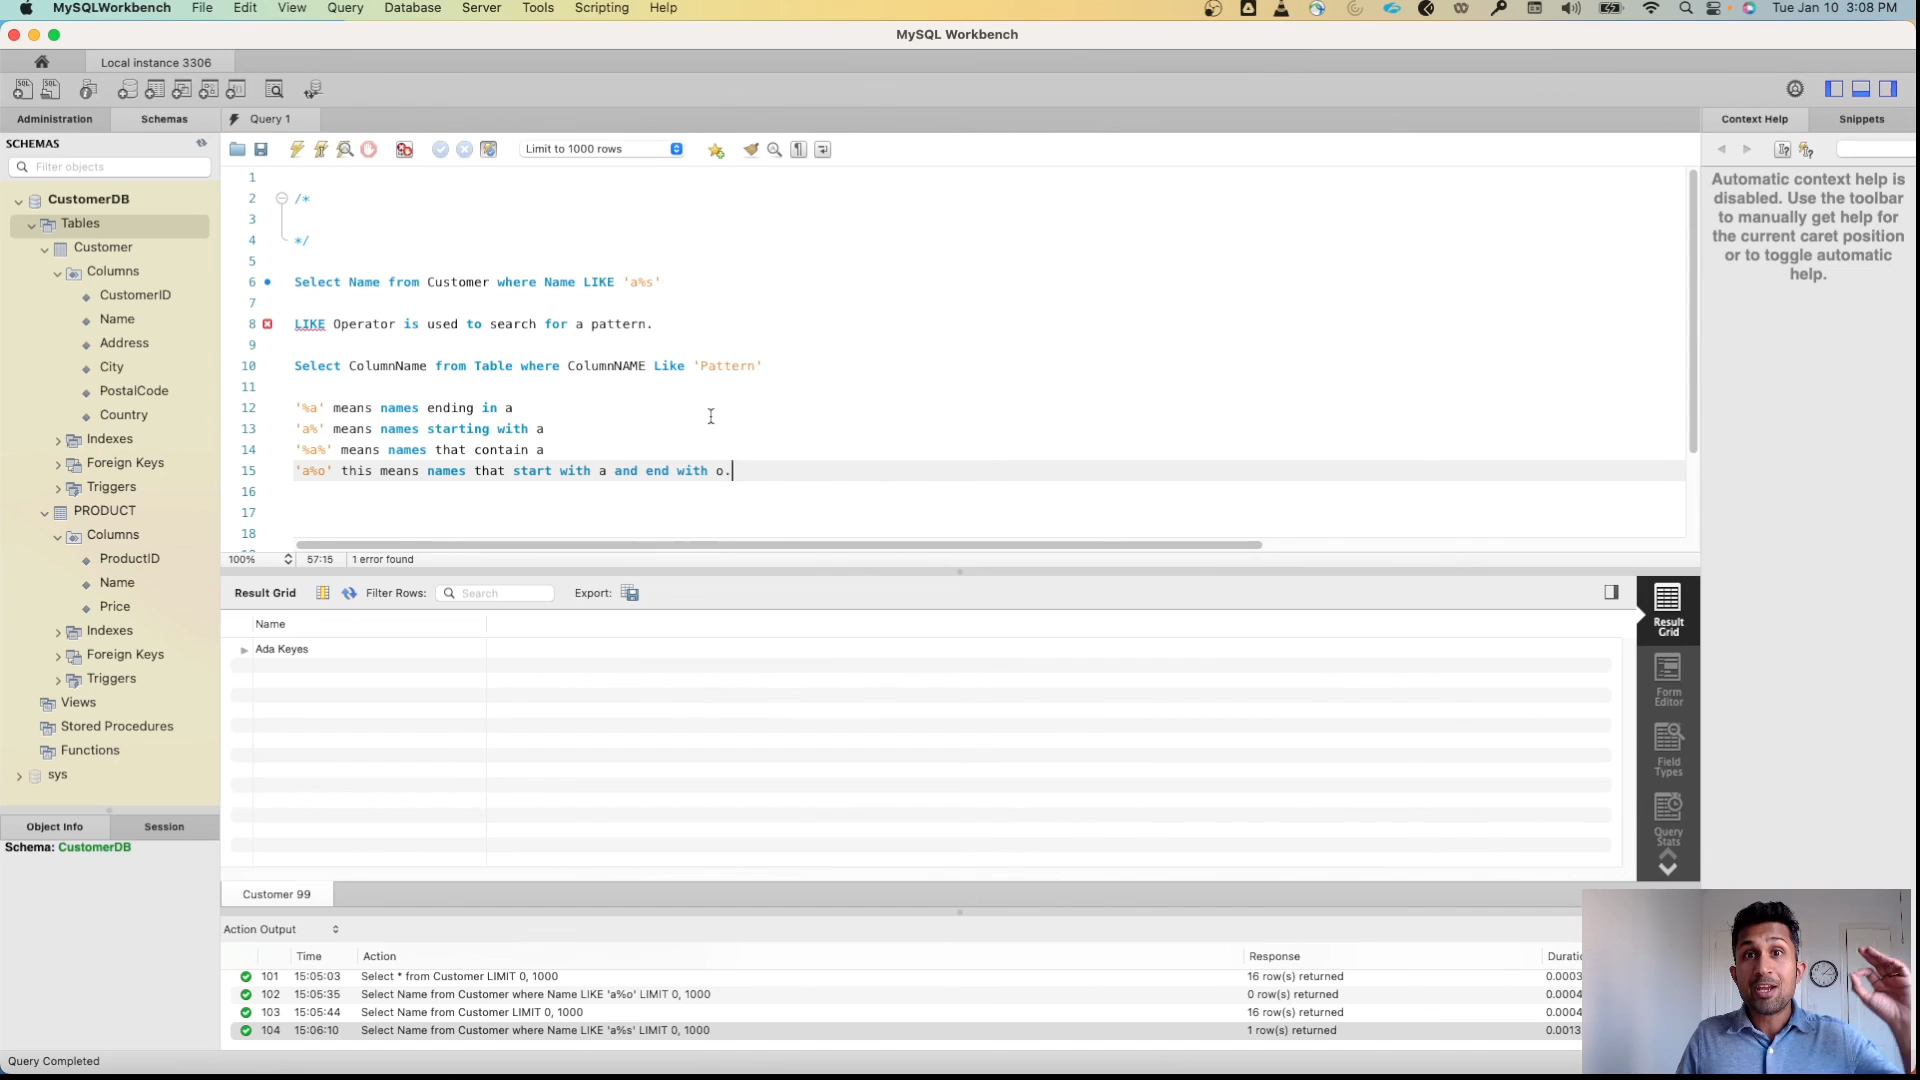 MySQLWorkbench File Edit View Query Database Server Tools Scripting Help
Tue Jan 10 3:08 PM
MySQL Workbench
Local instance 3306
Administration Schemas
Query 1
Context Help Snippets
SCHEMAS
Filter objects
CustomerDB
Tables
Customer
Columns
CustomerID
Name
Address
City
PostalCode
Country
Indexes
Foreign Keys
Triggers
PRODUCT
Columns
ProductID
Name
Price
Indexes
Foreign Keys
Triggers
Views
Stored Procedures
Functions
sys
Object Info Session
Schema: CustomerDB
Query Completed
Limit to 1000 rows
1
2 /*
3
4 */
5
6 Select Name from Customer where Name LIKE 'a%s'
7
8 LIKE Operator is used to search for a pattern.
9
10 Select ColumnName from Table where ColumnNAME Like 'Pattern'
11
12 '%a' means names ending in a
13 'a%' means names starting with a
14 '%a%' means names that contain a
15 'a%o' this means names that start with a and end with o.
16
17
18
100% 57:15 1 error found
Automatic context help is
disabled. Use the toolbar
to manually get help for
the current caret position
or to toggle automatic
help.
Result Grid Filter Rows: Search Export:
Name
Ada Keyes
Result
Grid
Form
Editor
Field
Types
Query
Stats
Customer 99
Action Output
Time Action Response Duratio
101 15:05:03 Select * from Customer LIMIT 0, 1000 16 row(s) returned 0.0003
102 15:05:35 Select Name from Customer where Name LIKE 'a%o' LIMIT 0, 1000 0 row(s) returned 0.0004
103 15:05:44 Select Name from Customer LIMIT 0, 1000 16 row(s) returned 0.0004
104 15:06:10 Select Name from Customer where Name LIKE 'a%s' LIMIT 0, 1000 1 row(s) returned 0.0013